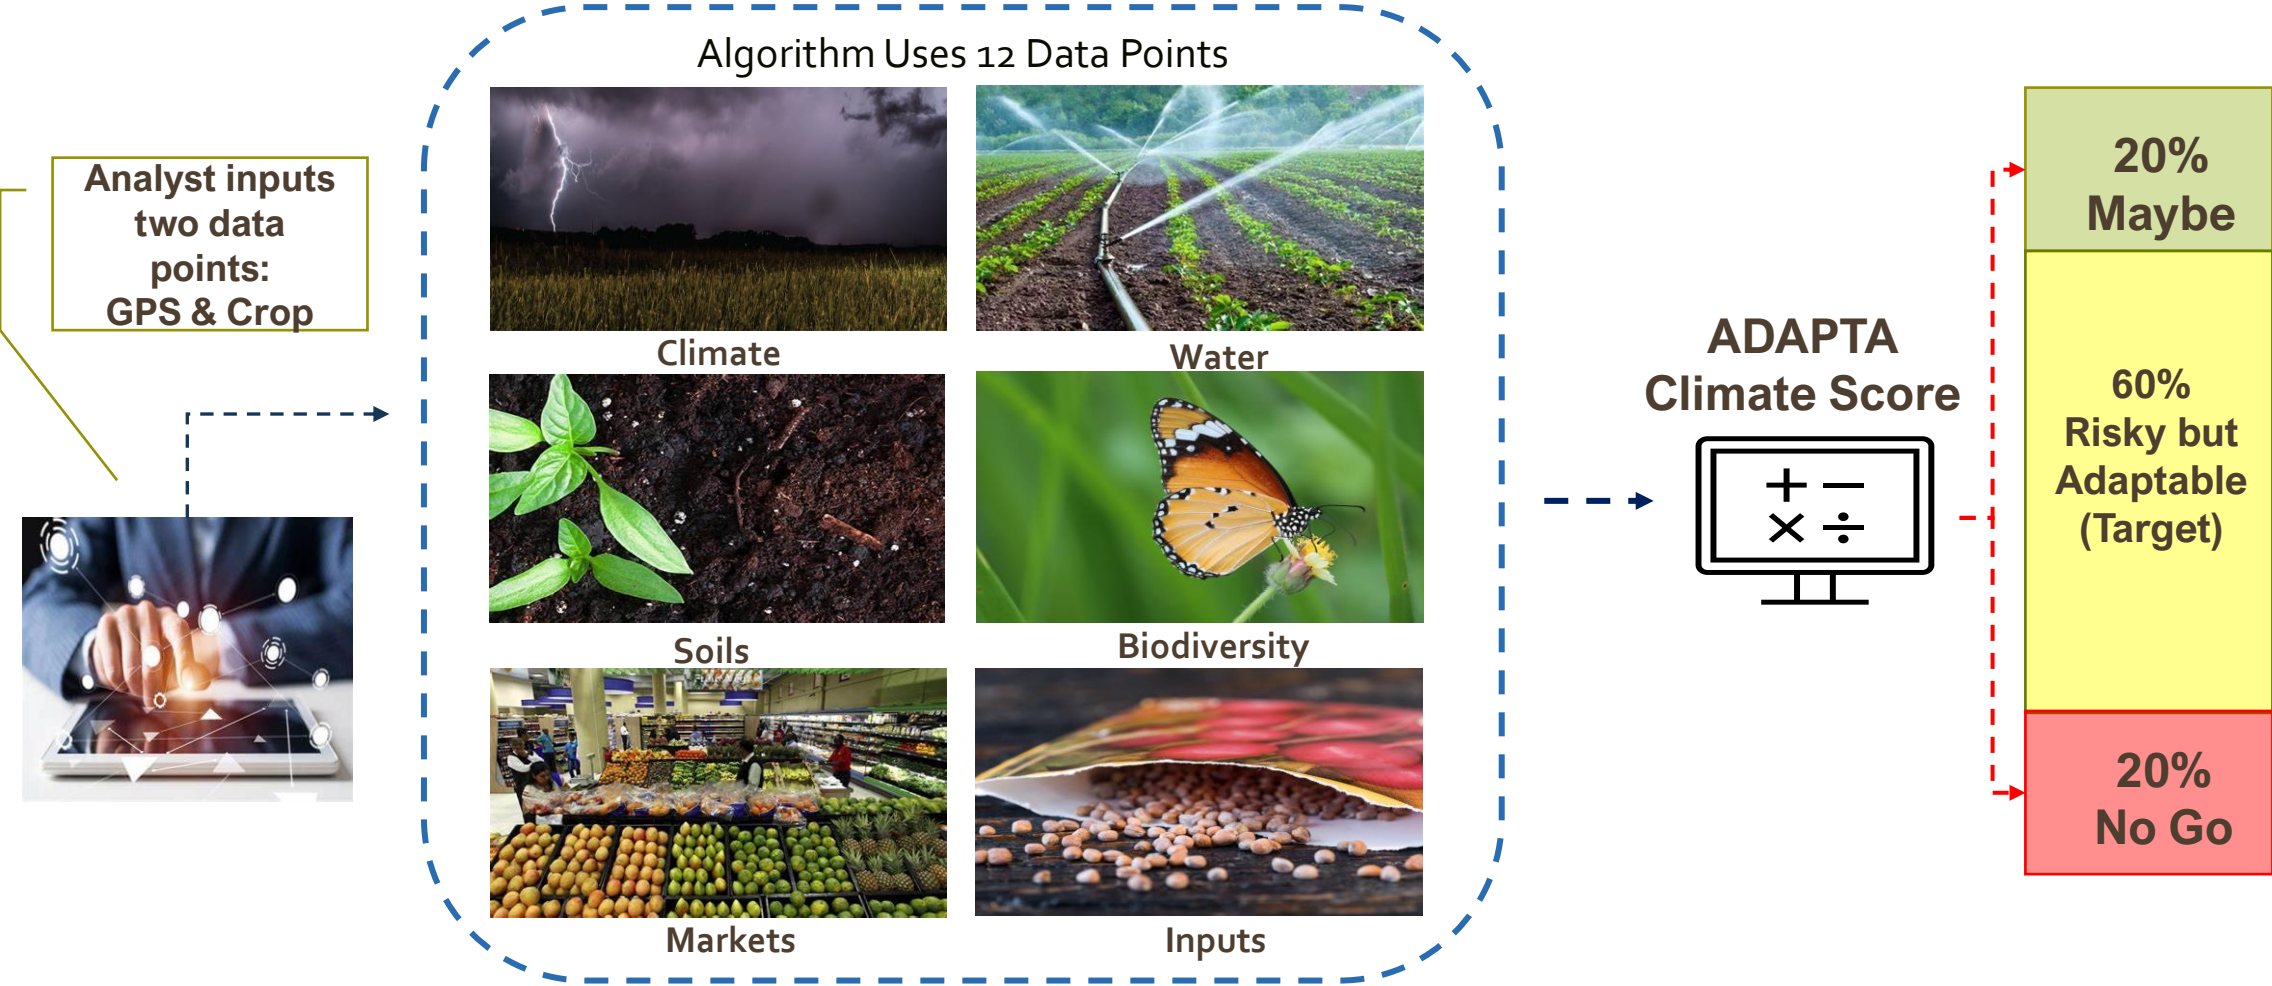 Algorithm Uses 12 Data Points
Analyst inputs
two data
points:
GPS & Crop
Climate
Water
Soils
Biodiversity
Markets
Inputs
ADAPTA
Climate Score
20%
Maybe
60%
Risky but
Adaptable
(Target)
20%
No Go